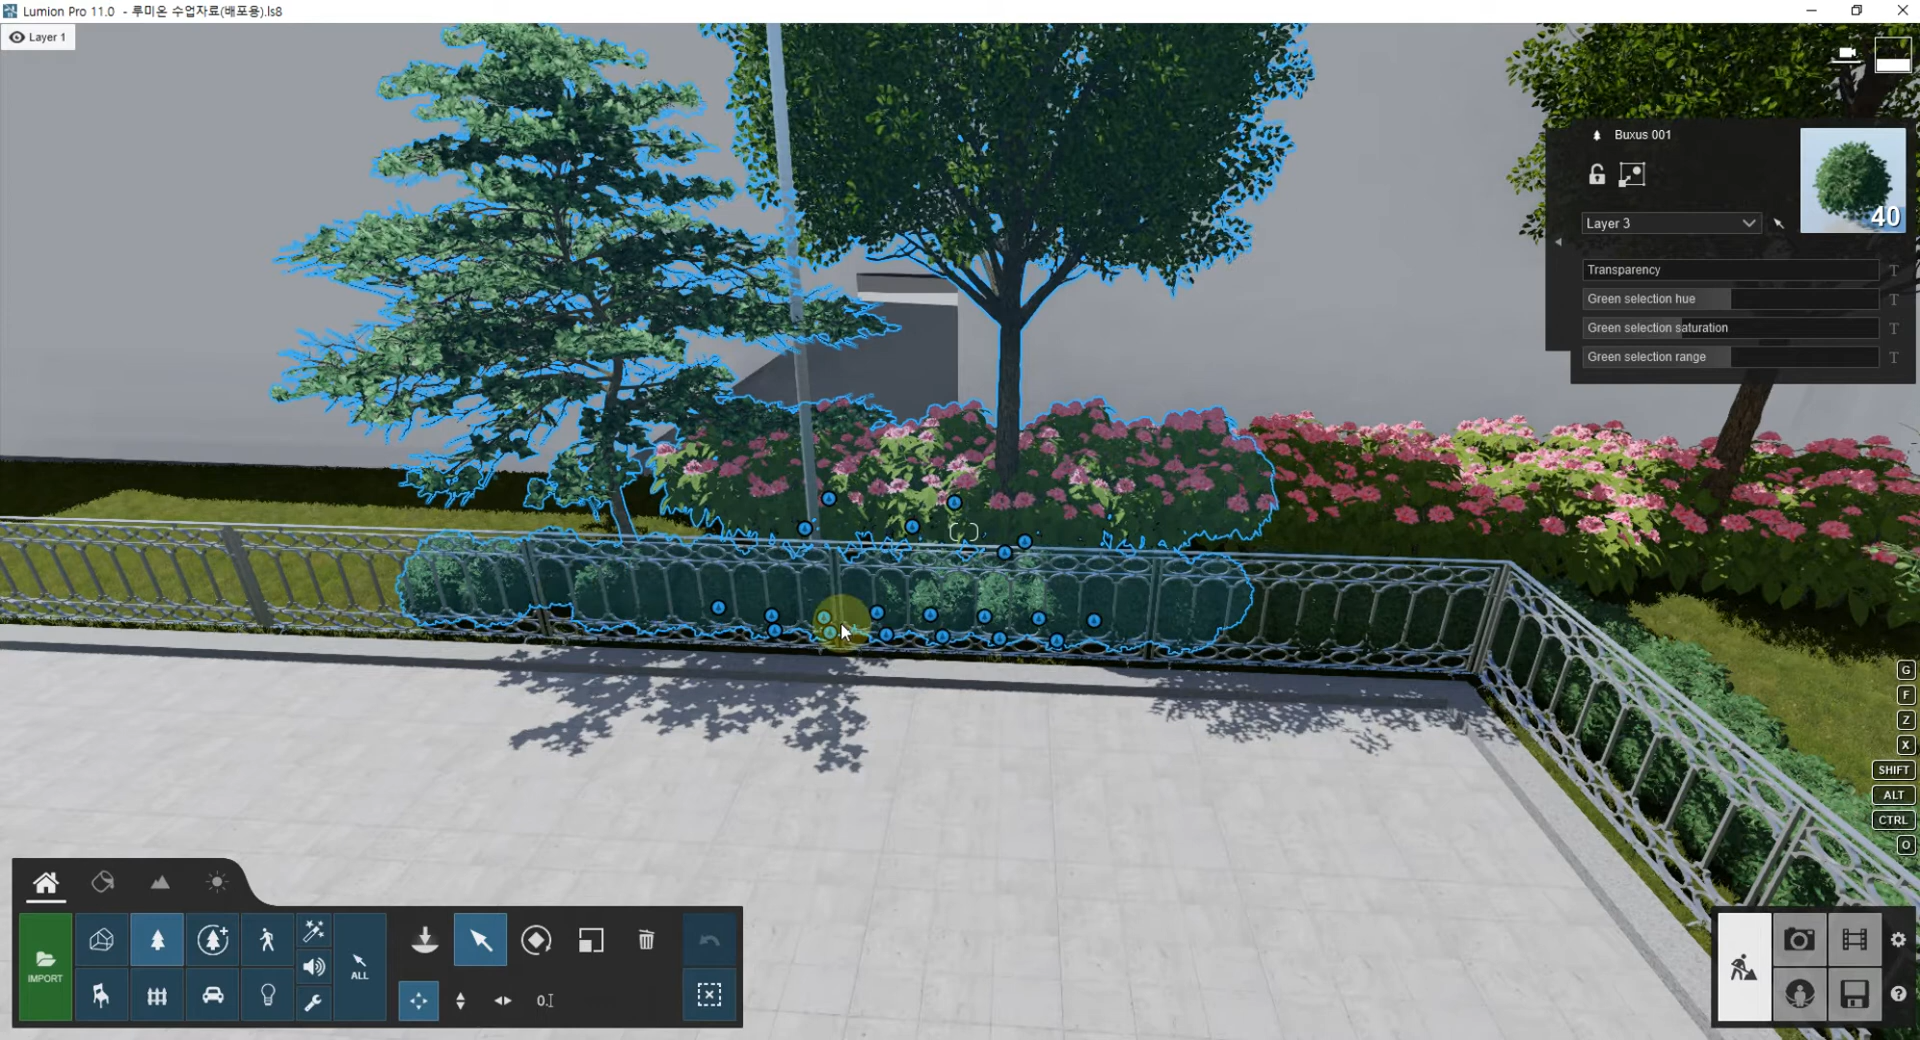 Lumion Pro 11.0 - 루미온 수업자료(배포용).ls8
Layer 1
Buxus 001
40
Layer 3
Transparency T
Green selection hue T
Green selection saturation T
Green selection range T
G
F
Z
X
SHIFT
ALT
CTRL
O
IMPORT
ALL
?